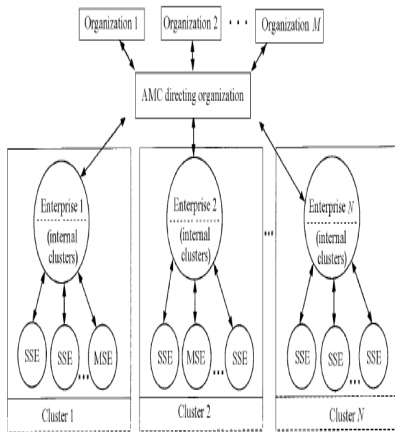 Organization 1 Organization 2 ··· Organization M
AMC directing organization
Enterprise 1 Enterprise 2 Enterprise N
(internal clusters) (internal clusters) ... (internal clusters)
SSE SSE ... MSE SSE MSE ... SSE SSE SSE ... SSE
Cluster 1 Cluster 2 Cluster N